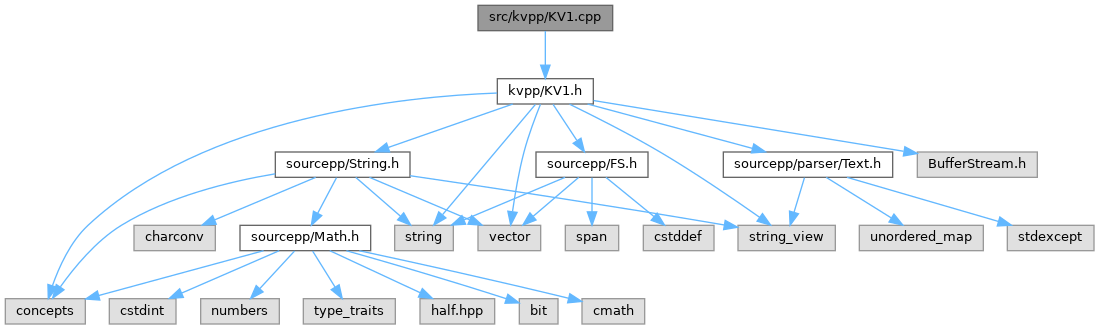 src/kvpp/KV1.cpp
kvpp/KV1.h
sourcepp/String.h
sourcepp/FS.h
sourcepp/parser/Text.h
BufferStream.h
charconv
sourcepp/Math.h
string
vector
span
cstddef
string_view
unordered_map
stdexcept
concepts
cstdint
numbers
type_traits
half.hpp
bit
cmath